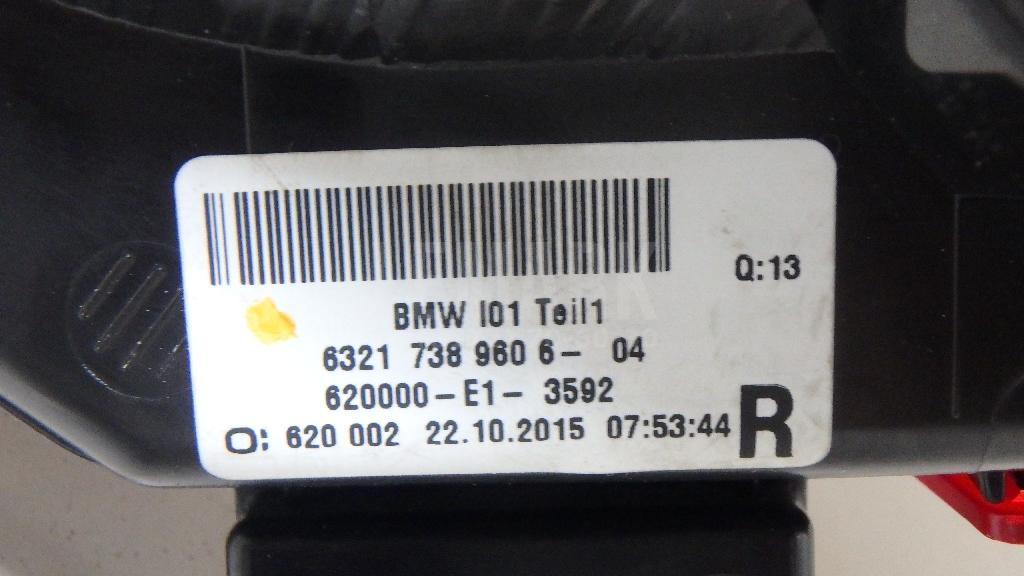 Q:13
BMW I01 Teil1
6321 738 960 6- 04
620000-E1- 3592
O: 620 002 22.10.2015 07:53:44 R